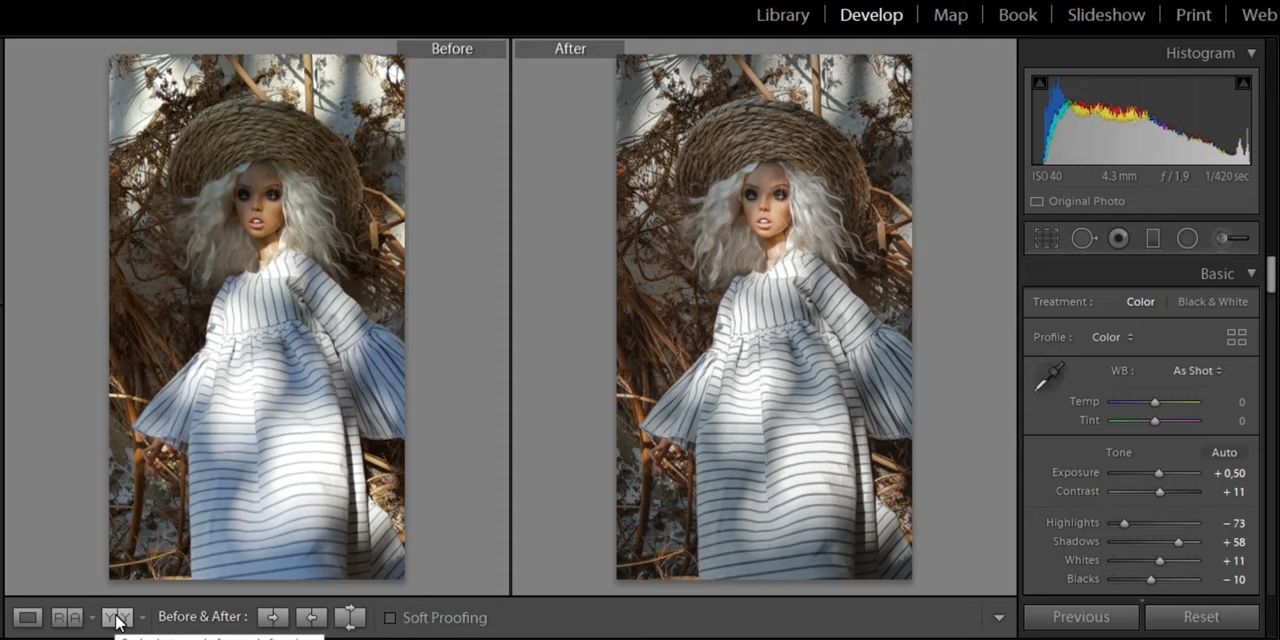 Library Develop Map Book Slideshow Print Web
Before After
Histogram
ISO 40 4.3 mm ƒ / 1,9 1/420 sec
Original Photo
Basic
Treatment : Color Black & White
Profile : Color
WB : As Shot
Temp 0
Tint 0
Tone Auto
Exposure + 0,50
Contrast + 11
Highlights − 73
Shadows + 58
Whites + 11
Blacks − 10
R A Y Y Before & After : Soft Proofing
Previous Reset